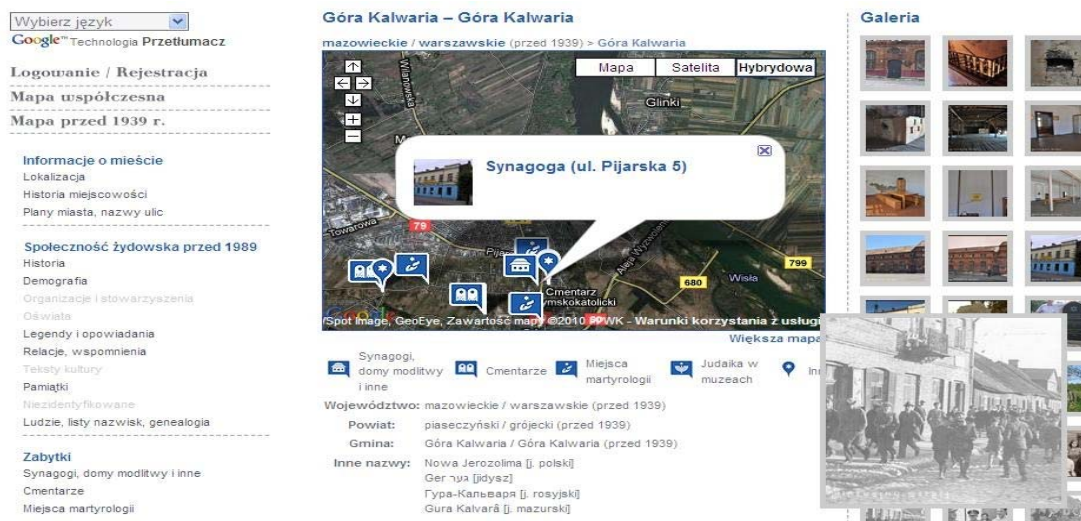 Wybierz język
Google™ Technologia Przetłumacz
Logowanie / Rejestracja
Mapa współczesna
Mapa przed 1939 r.
Informacje o mieście
Lokalizacja
Historia miejscowości
Plany miasta, nazwy ulic
Społeczność żydowska przed 1989
Historia
Demografia
Organizacje i stowarzyszenia
Oświata
Legendy i opowiadania
Relacje, wspomnienia
Teksty kultury
Pamiątki
Niezidentyfikowane
Ludzie, listy nazwisk, genealogia
Zabytki
Synagogi, domy modlitwy i inne
Cmentarze
Miejsca martyrologii
Góra Kalwaria – Góra Kalwaria
mazowieckie / warszawskie (przed 1939) > Góra Kalwaria
Mapa
Satelita
Hybrydowa
Wilanowska
Glinki
Synagoga (ul. Pijarska 5)
Towarowa
79
Aleja Wyzwolenia
799
680
Wisła
Cmentarz
Spot Image, GeoEye, Zawartość mapy ©2010 - Warunki korzystania z usługi
Większa mapa
Synagogi,
domy modlitwy
i inne
Cmentarze
Miejsca
martyrologii
Judaika w
muzeach
Województwo: mazowieckie / warszawskie (przed 1939)
Powiat: piaseczyński / grójecki (przed 1939)
Gmina: Góra Kalwaria / Góra Kalwaria (przed 1939)
Inne nazwy: Nowa Jerozolima [j. polski]
Ger גער [jidysz]
Гура-Кальваря [j. rosyjski]
Gura Kalvarâ [j. mazurski]
Galeria